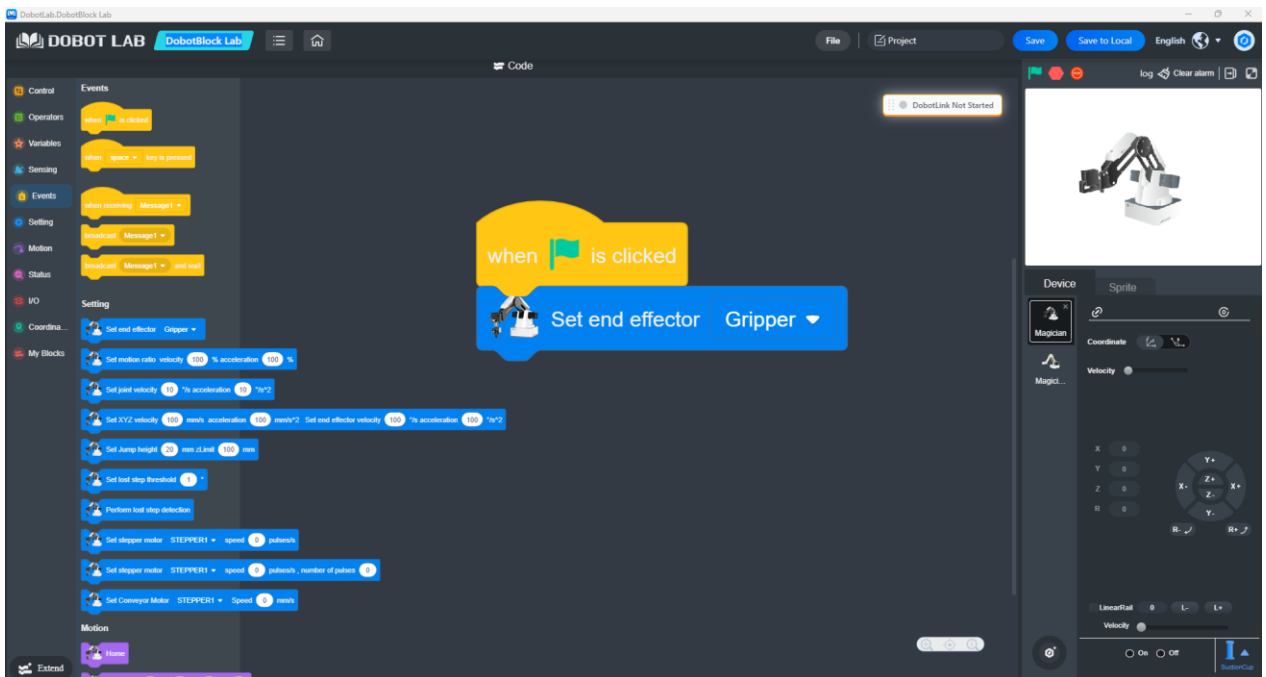 DobotLab.DobotBlock Lab
DOBOT LAB DobotBlock Lab File Project Save Save to Local English
Code
log Clear alarm
Control
Operators
Variables
Sensing
Events
Setting
Motion
Status
I/O
Coordina...
My Blocks
Extend
Events
when is clicked
when space key is pressed
when receiving Message1
broadcast Message1
broadcast Message1 and wait
Setting
Set end effector Gripper
Set motion ratio velocity 100 % acceleration 100 %
Set joint velocity 10 °/s acceleration 10 °/s^2
Set XYZ velocity 100 mm/s acceleration 100 mm/s^2 Set end effector velocity 100 °/s acceleration 100 °/s^2
Set Jump height 20 mm zLimit 100 mm
Set lost step threshold 1 °
Perform lost step detection
Set stepper motor STEPPER1 speed 0 pulses/s
Set stepper motor STEPPER1 speed 0 pulses/s , number of pulses 0
Set Conveyor Motor STEPPER1 Speed 0 mm/s
Motion
Home
DobotLink Not Started
when is clicked
Set end effector Gripper
Device Sprite
Magician
Magici...
Coordinate
Velocity
X 0
Y 0
Z 0
R 0
Y+
X- Z+ X+
Z-
Y-
R- R+
LinearRail 0 L- L+
Velocity
On Off
SuctionCup